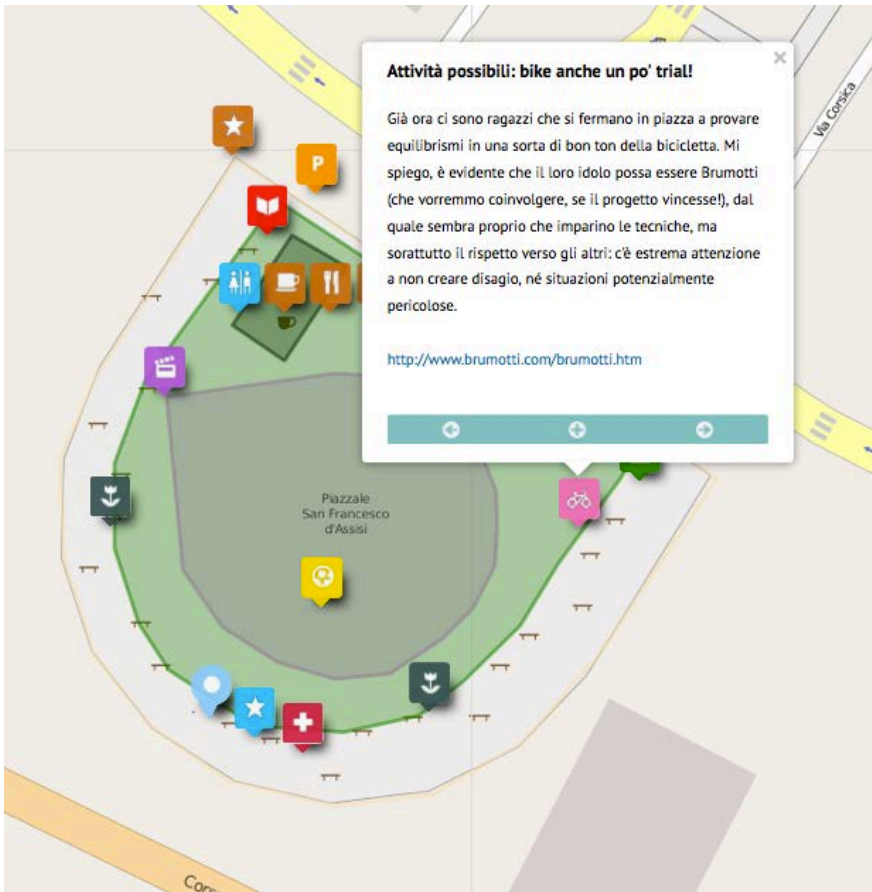 Attività possibili: bike anche un po' trial!
Già ora ci sono ragazzi che si fermano in piazza a provare
equilibrismi in una sorta di bon ton della bicicletta. Mi
spiego, è evidente che il loro idolo possa essere Brumotti
(che vorremmo coinvolgere, se il progetto vincesse!), dal
quale sembra proprio che imparino le tecniche, ma
sorattutto il rispetto verso gli altri: c'è estrema attenzione
a non creare disagio, né situazioni potenzialmente
pericolose.
http://www.brumotti.com/brumotti.htm
Via Corsica
P
Piazzale
San Francesco
d'Assisi